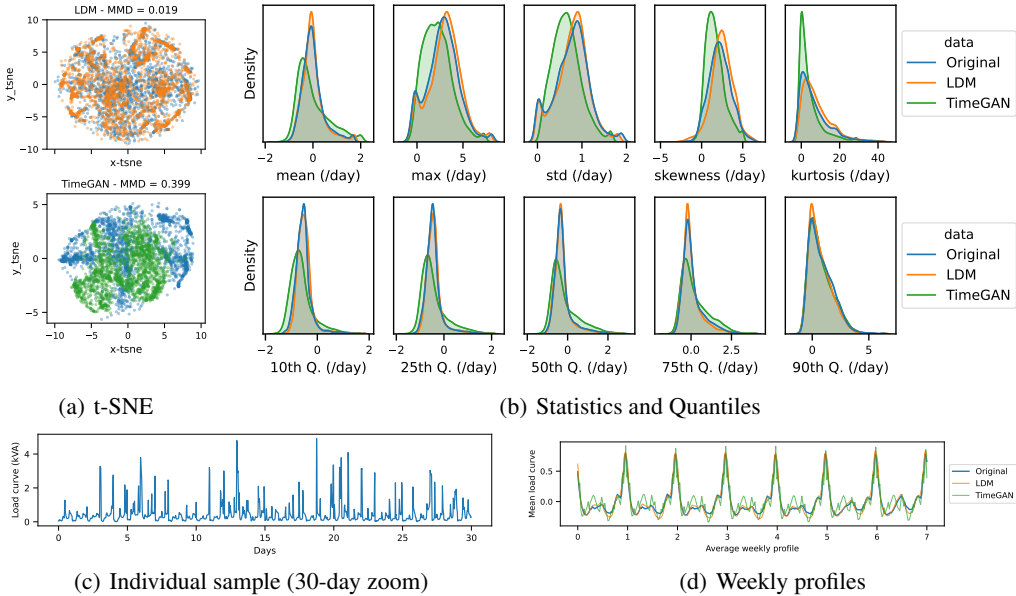 LDM - MMD = 0.019
10
5
0
−5
−10
y_tsne
x-tsne
TimeGAN - MMD = 0.399
5
0
−5
y_tsne
−10
−5
0
5
10
x-tsne
(a) t-SNE
Density
−2
0
2
mean (/day)
0
5
max (/day)
0
1
2
std (/day)
−5
0
5
skewness (/day)
0
20
40
kurtosis (/day)
data
Original
LDM
TimeGAN
Density
−2
0
2
10th Q. (/day)
−2
0
2
25th Q. (/day)
−2
0
2
50th Q. (/day)
0.0
2.5
75th Q. (/day)
0
5
90th Q. (/day)
data
Original
LDM
TimeGAN
(b) Statistics and Quantiles
Load curve (kVA)
4
2
0
0
5
10
15
20
25
30
Days
(c) Individual sample (30-day zoom)
Mean load curve
0.5
0.0
0
1
2
3
4
5
6
7
Average weekly profile
Original
LDM
TimeGAN
(d) Weekly profiles